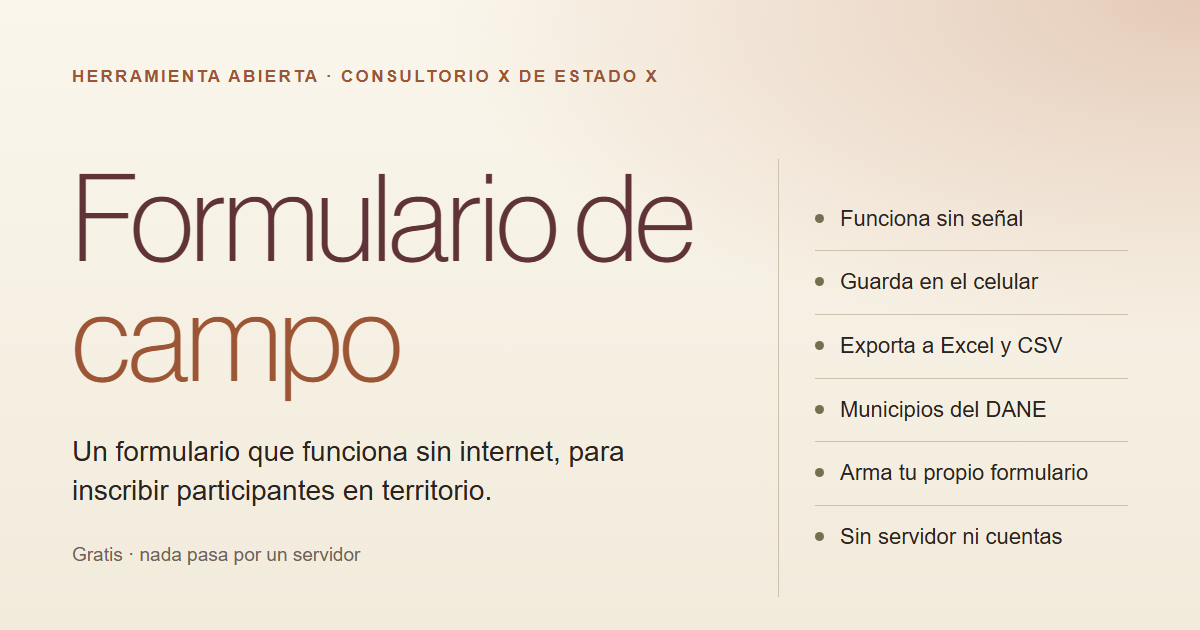 HERRAMIENTA ABIERTA · CONSULTORIO X DE ESTADO X
Formulario de
campo
Un formulario que funciona sin internet, para
inscribir participantes en territorio.
Gratis · nada pasa por un servidor
Funciona sin señal
Guarda en el celular
Exporta a Excel y CSV
Municipios del DANE
Arma tu propio formulario
Sin servidor ni cuentas